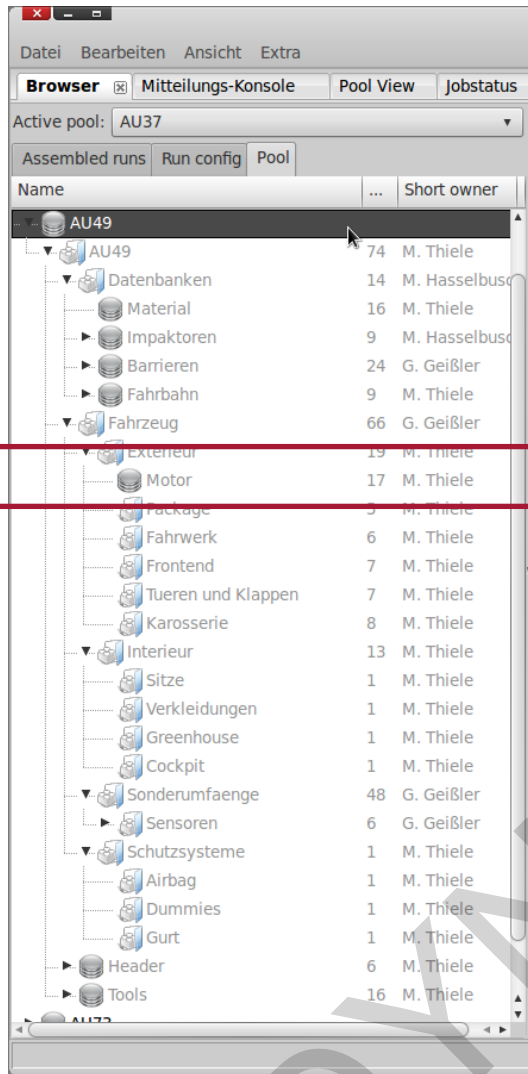 Datei Bearbeiten Ansicht Extra
Browser Mitteilungs-Konsole Pool View Jobstatus
Active pool: AU37
Assembled runs Run config Pool
Name ... Short owner
AU49
AU49 74 M. Thiele
Datenbanken 14 M. Hasselbusc
Material 16 M. Thiele
Impaktoren 9 M. Hasselbusc
Barrieren 24 G. Geißler
Fahrbahn 9 M. Thiele
Fahrzeug 66 G. Geißler
Exterieur 19 M. Thiele
Motor 17 M. Thiele
Package 5 M. Thiele
Fahrwerk 6 M. Thiele
Frontend 7 M. Thiele
Tueren und Klappen 7 M. Thiele
Karosserie 8 M. Thiele
Interieur 13 M. Thiele
Sitze 1 M. Thiele
Verkleidungen 1 M. Thiele
Greenhouse 1 M. Thiele
Cockpit 1 M. Thiele
Sonderumfaenge 48 G. Geißler
Sensoren 6 G. Geißler
Schutzsysteme 1 M. Thiele
Airbag 1 M. Thiele
Dummies 1 M. Thiele
Gurt 1 M. Thiele
Header 6 M. Thiele
Tools 16 M. Thiele